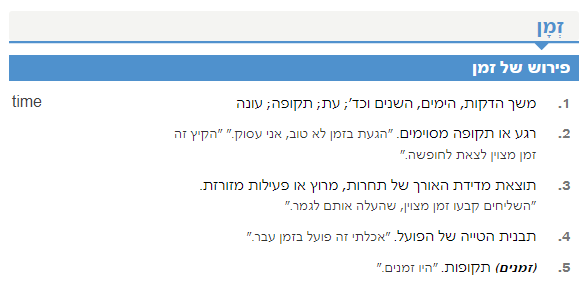 זְמָן
פירוש של זמן
1. משך הדקות, הימים, השנים וכד'; עת; תקופה; עונה time
2. רגע או תקופה מסוימים. "הגעת בזמן לא טוב, אני עסוק." "הקיץ זה
זמן מצוין לצאת לחופשה."
3. תוצאת מדידת האורך של תחרות, מרוץ או פעילות מזורזת.
"השליחים קבעו זמן מצוין, שהעלה אותם לגמר."
4. תבנית הטייה של הפועל. "אכלתי זה פועל בזמן עבר."
5. (זמנים) תקופות. "היו זמנים."